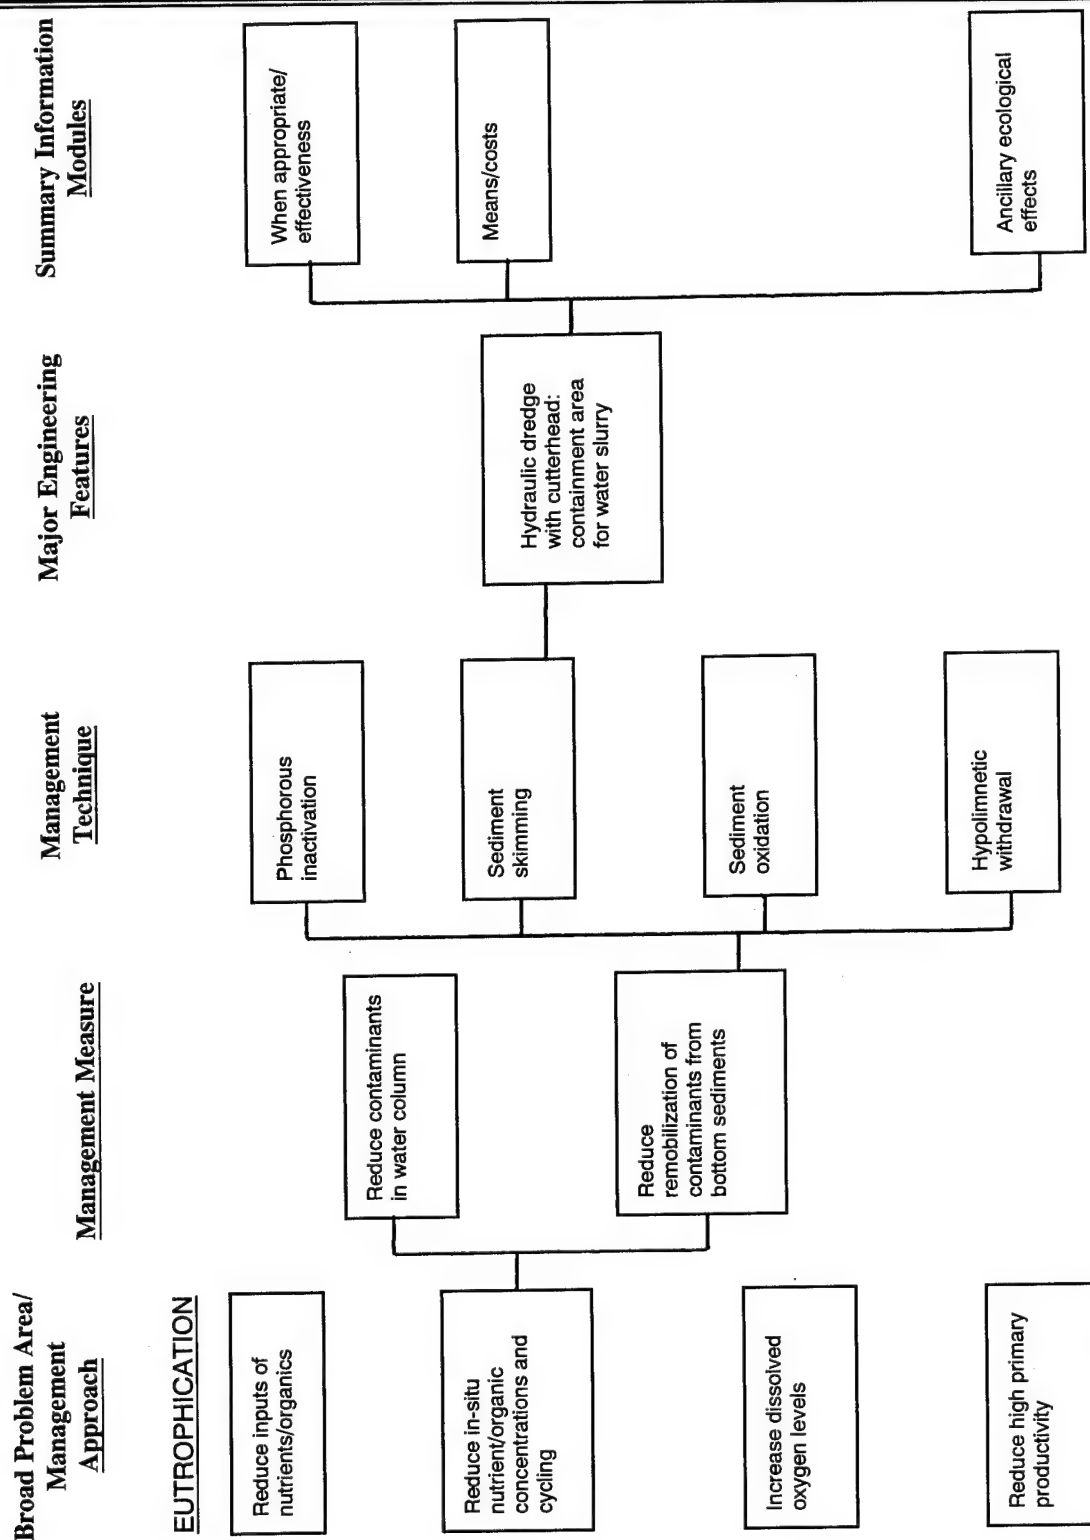 Broad Problem Area/
Management
Approach
Management Measure
Management
Technique
Major Engineering
Features
Summary Information
Modules
EUTROPHICATION
Reduce inputs of
nutrients/organics
Reduce in-situ
nutrient/organic
concentrations and
cycling
Increase dissolved
oxygen levels
Reduce high primary
productivity
Reduce contaminants
in water column
Reduce
remobilization of
contaminants from
bottom sediments
Phosphorous
inactivation
Sediment
skimming
Sediment
oxidation
Hypolimnetic
withdrawal
Hydraulic dredge
with cutterhead:
containment area
for water slurry
When appropriate/
effectiveness
Means/costs
Ancillary ecological
effects